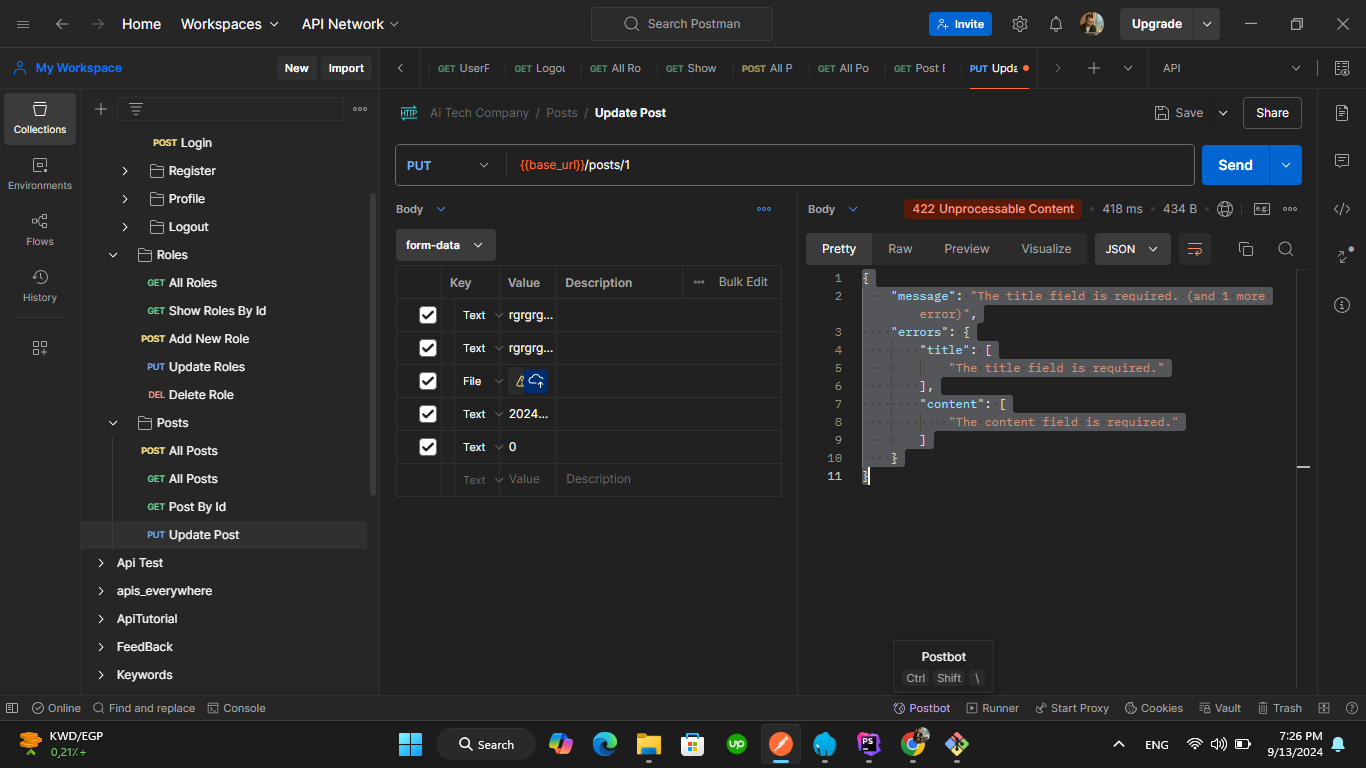 Home Workspaces API Network Search Postman Invite Upgrade
My Workspace New Import
GET UserF GET Logou GET All Ro GET Show POST All P GET All Po GET Post E PUT Upda API
Collections
Environments
Flows
History
POST Login
Register
Profile
Logout
Roles
GET All Roles
GET Show Roles By Id
POST Add New Role
PUT Update Roles
DEL Delete Role
Posts
POST All Posts
GET All Posts
GET Post By Id
PUT Update Post
Api Test
apis_everywhere
ApiTutorial
FeedBack
Keywords
HTTP Ai Tech Company / Posts / Update Post Save Share
PUT {{base_url}}/posts/1 Send
Body
form-data
Key Value Description Bulk Edit
Text rgrgrg...
Text rgrgrg...
File
Text 2024...
Text 0
Text Value Description
Body 422 Unprocessable Content 418 ms 434 B e.g.
Pretty Raw Preview Visualize JSON
1 {
2 "message": "The title field is required. (and 1 more
error)",
3 "errors": {
4 "title": [
5 "The title field is required."
6 ],
7 "content": [
8 "The content field is required."
9 ]
10 }
11 }
Postbot
Ctrl Shift \
Online Find and replace Console Postbot Runner Start Proxy Cookies Vault Trash
KWD/EGP
0,21٪+
Search
up
PS
ENG
7:26 PM
9/13/2024